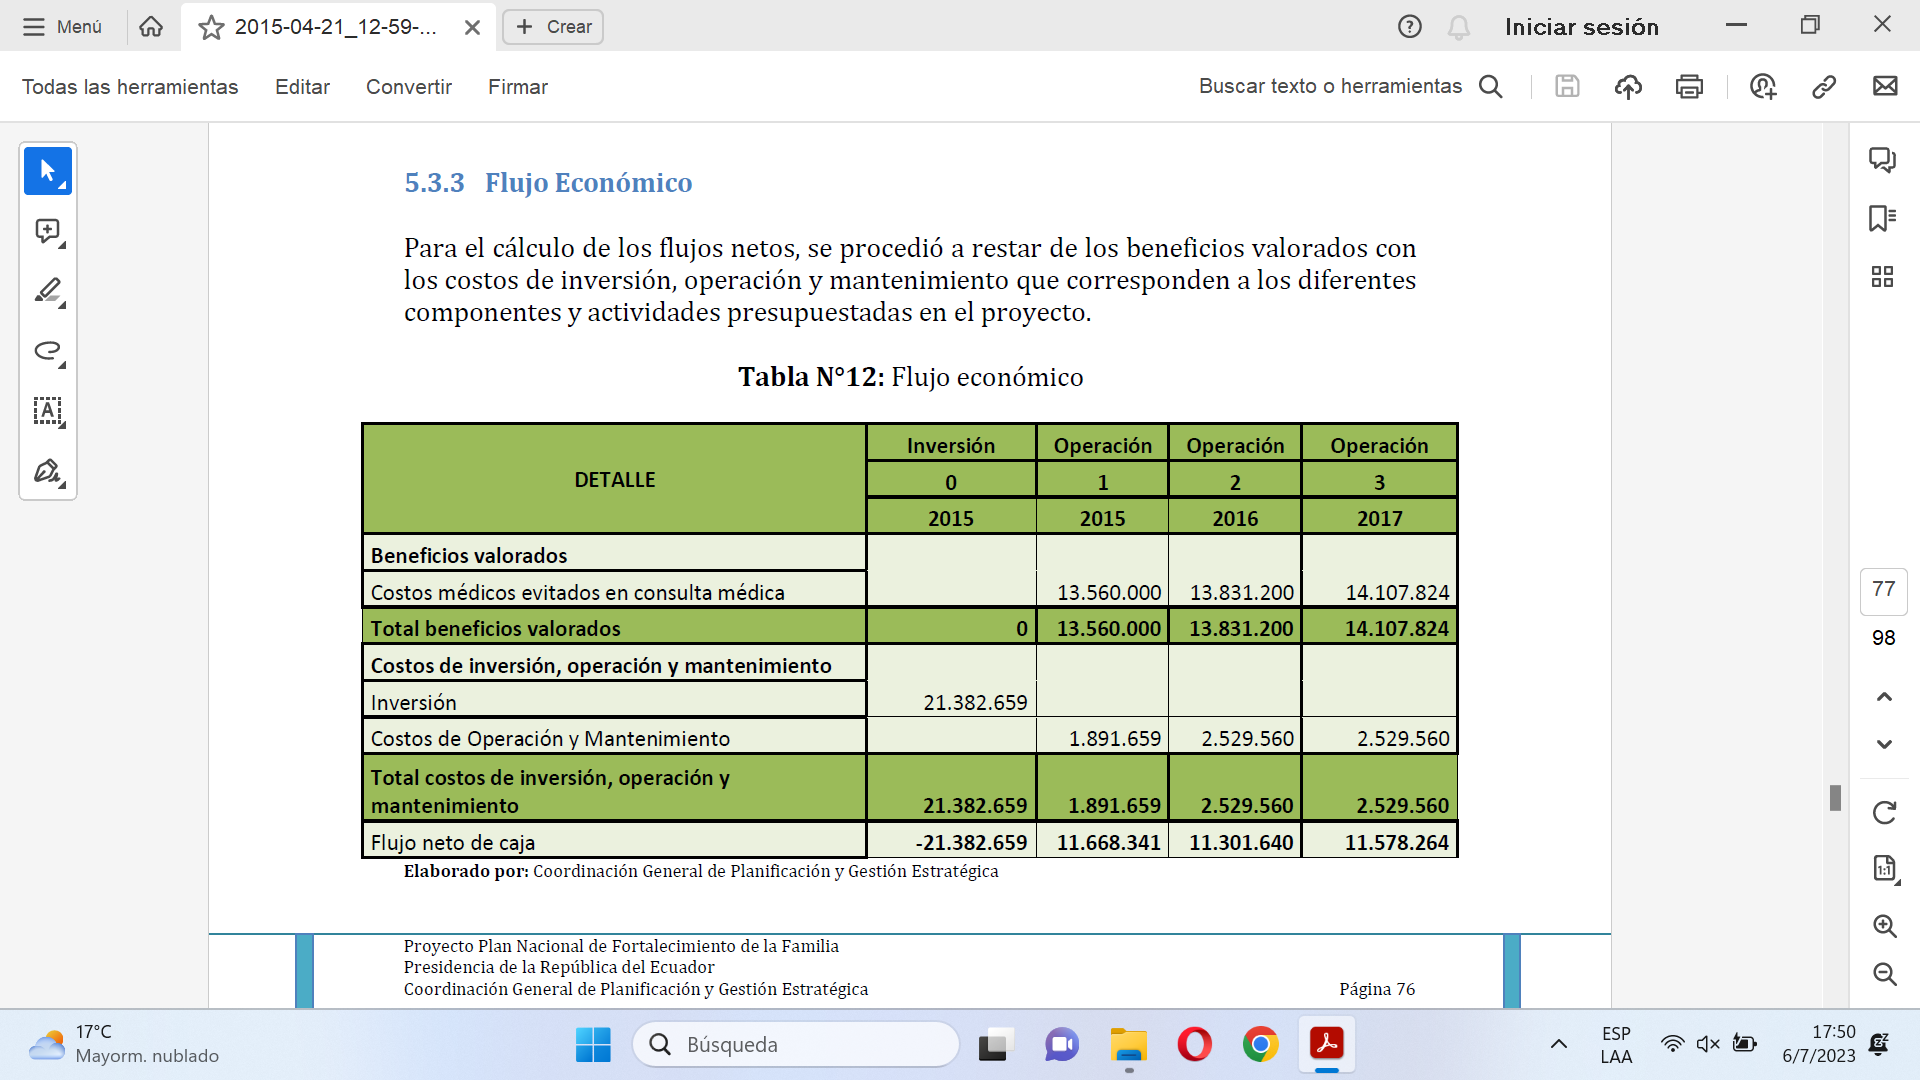 Menú
2015-04-21_12-59-...
Crear
Iniciar sesión
Todas las herramientas
Editar
Convertir
Firmar
Buscar texto o herramientas
5.3.3 Flujo Económico
Para el cálculo de los flujos netos, se procedió a restar de los beneficios valorados con
los costos de inversión, operación y mantenimiento que corresponden a los diferentes
componentes y actividades presupuestadas en el proyecto.
Tabla N°12: Flujo económico
DETALLE
Inversión Operación Operación Operación
0 1 2 3
2015 2015 2016 2017
Beneficios valorados
Costos médicos evitados en consulta médica 13.560.000 13.831.200 14.107.824
Total beneficios valorados 0 13.560.000 13.831.200 14.107.824
Costos de inversión, operación y mantenimiento
Inversión 21.382.659
Costos de Operación y Mantenimiento 1.891.659 2.529.560 2.529.560
Total costos de inversión, operación y
mantenimiento 21.382.659 1.891.659 2.529.560 2.529.560
Flujo neto de caja -21.382.659 11.668.341 11.301.640 11.578.264
Elaborado por: Coordinación General de Planificación y Gestión Estratégica
Proyecto Plan Nacional de Fortalecimiento de la Familia
Presidencia de la República del Ecuador
Coordinación General de Planificación y Gestión Estratégica Página 76
77
98
1:1
17°C
Mayorm. nublado
Búsqueda
ESP
LAA
17:50
6/7/2023